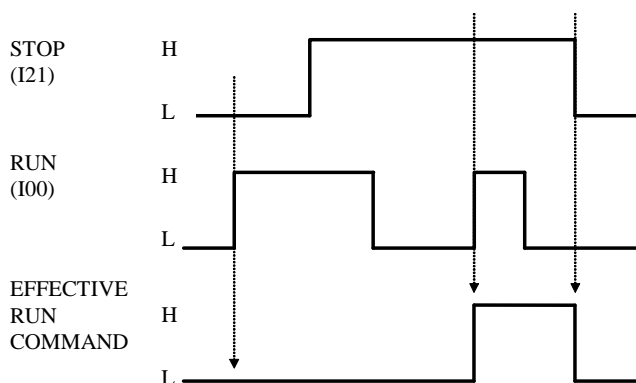 STOP
(I21)
H
L
RUN
(I00)
H
L
EFFECTIVE
RUN
COMMAND
H
L